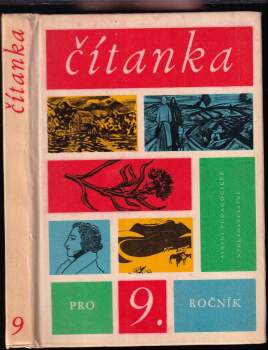 čítanka
čítanka
9
STÁTNÍ PEDAGOGICKÉ
NAKLADATELSTVÍ
PRO
9.
ROČNÍK